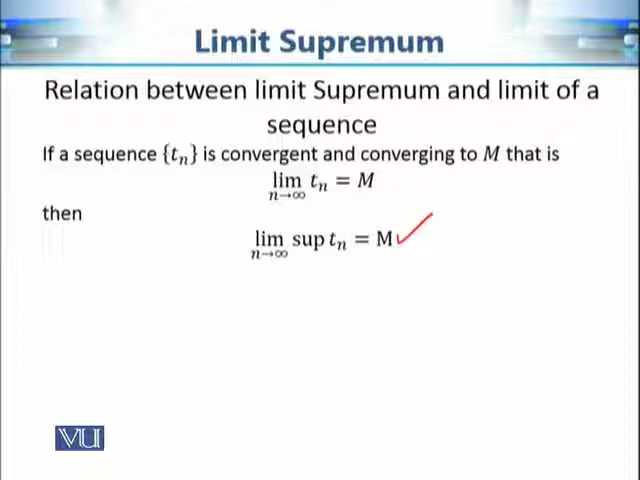 Limit Supremum
Relation between limit Supremum and limit of a
sequence
If a sequence {tₙ} is convergent and converging to M that is
lim tₙ = M
n→∞
then
lim sup tₙ = M
n→∞
VU